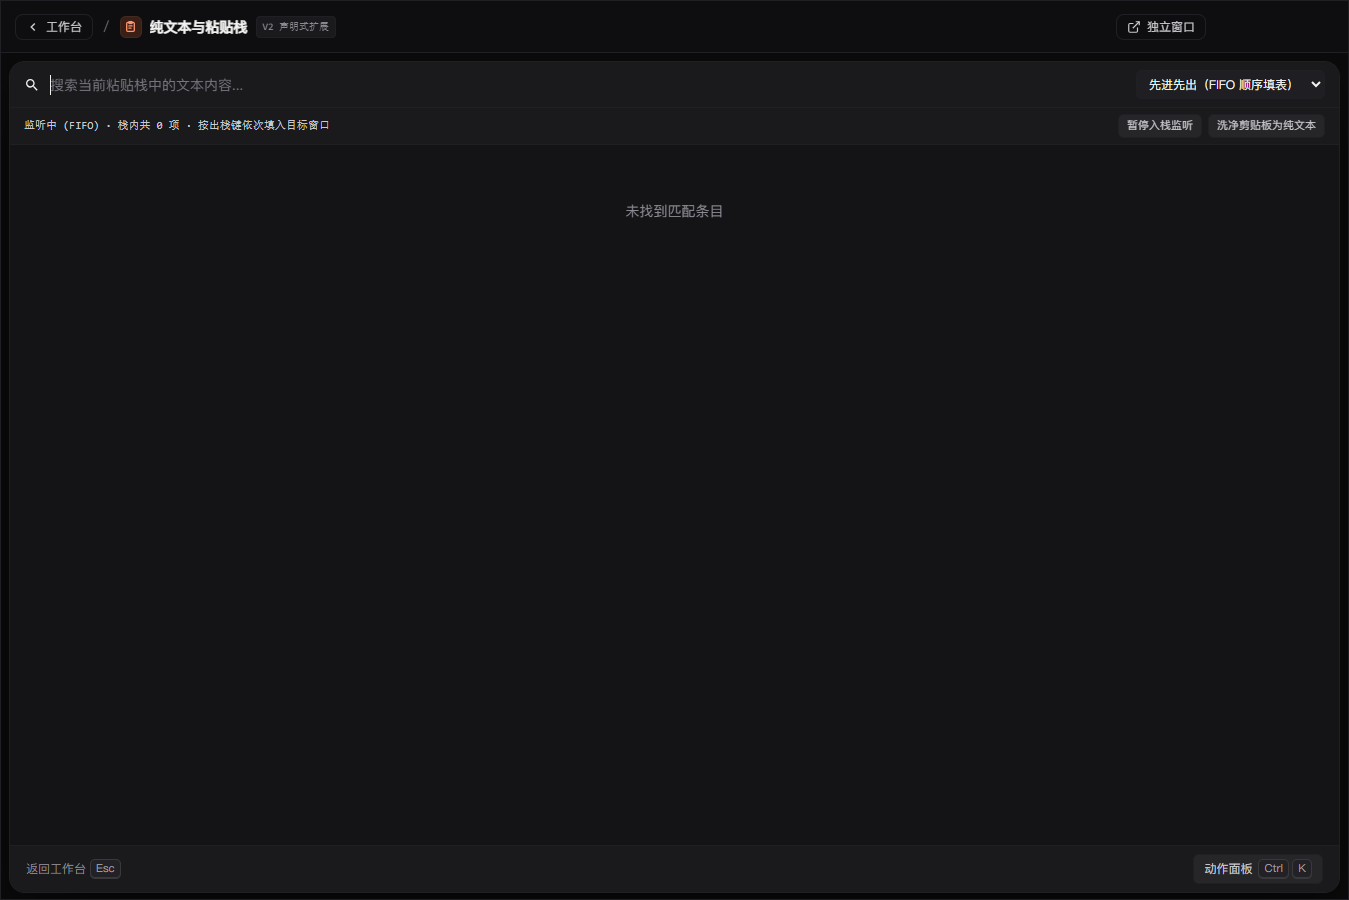 工作台 / 纯文本与粘贴栈 V2 声明式扩展 独立窗口
搜索当前粘贴栈中的文本内容... 先进先出（FIFO 顺序填表）
监听中 (FIFO) · 栈内共 0 项 · 按出栈键依次填入目标窗口 暂停入栈监听 洗净剪贴板为纯文本
未找到匹配条目
返回工作台 Esc 动作面板 Ctrl K